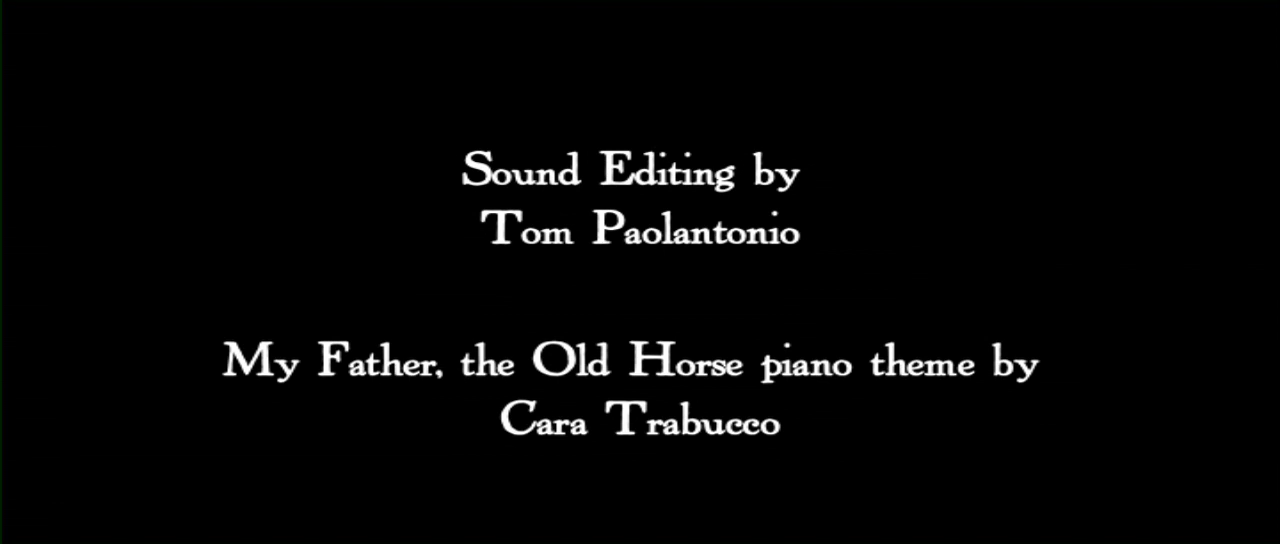 Sound Editing by
Tom Paolantonio
My Father, the Old Horse piano theme by
Cara Trabucco